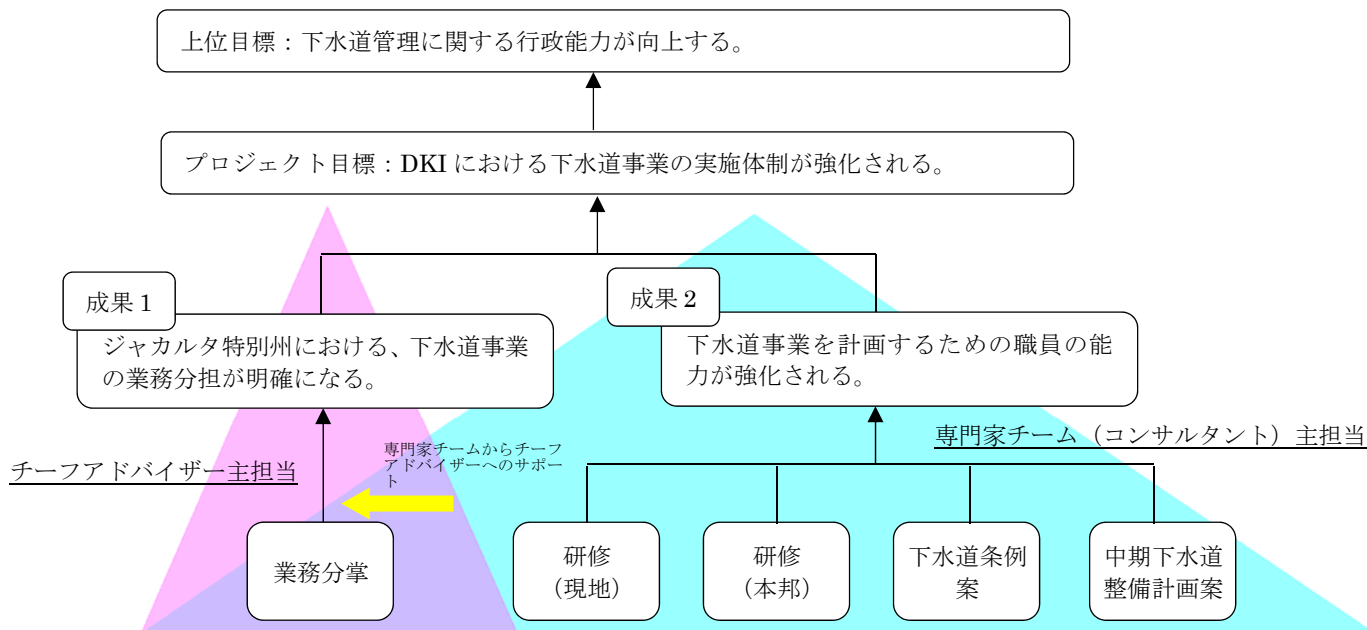 上位目標：下水道管理に関する行政能力が向上する。
プロジェクト目標：DKIにおける下水道事業の実施体制が強化される。
成果1
ジャカルタ特別州における、下水道事業
の業務分担が明確になる。
成果2
下水道事業を計画するための職員の能
力が強化される。
チーフアドバイザー主担当
専門家チームからチーフ
アドバイザーへのサポー
ト
専門家チーム（コンサルタント）主担当
業務分掌
研修
（現地）
研修
（本邦）
下水道条例
案
中期下水道
整備計画案